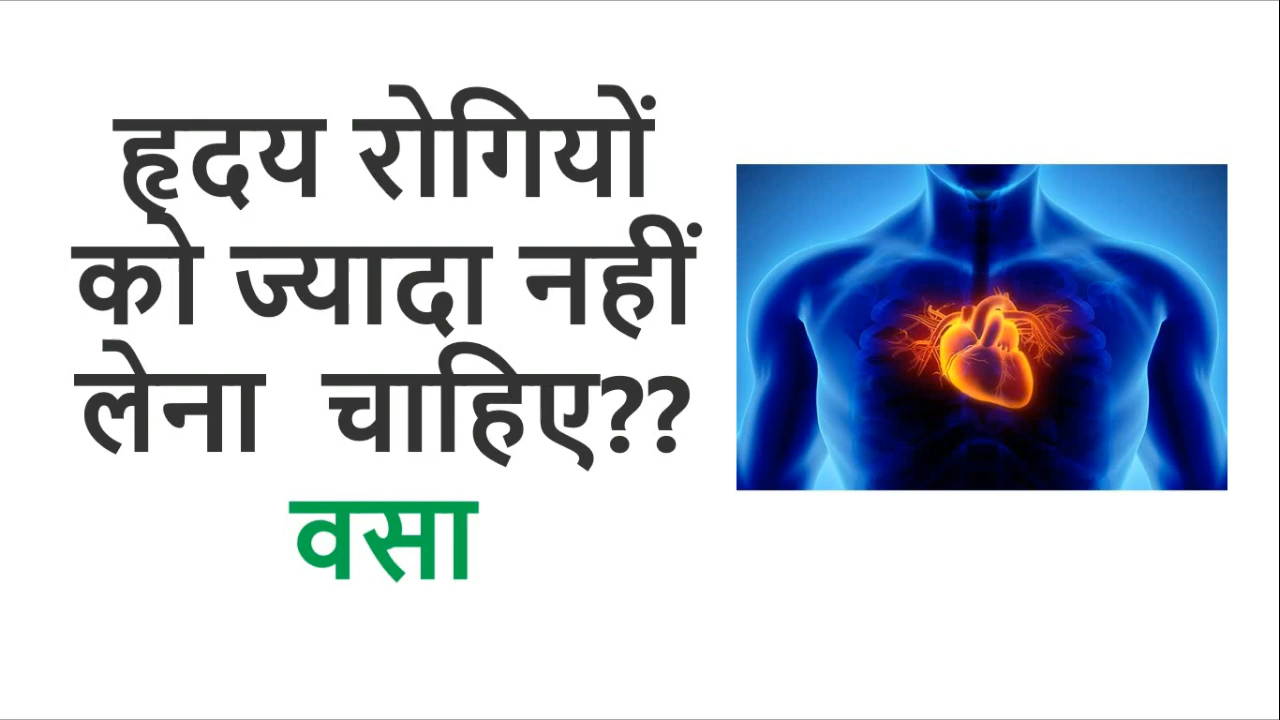 हृदय रोगियों
को ज्यादा नहीं
लेना चाहिए??
वसा